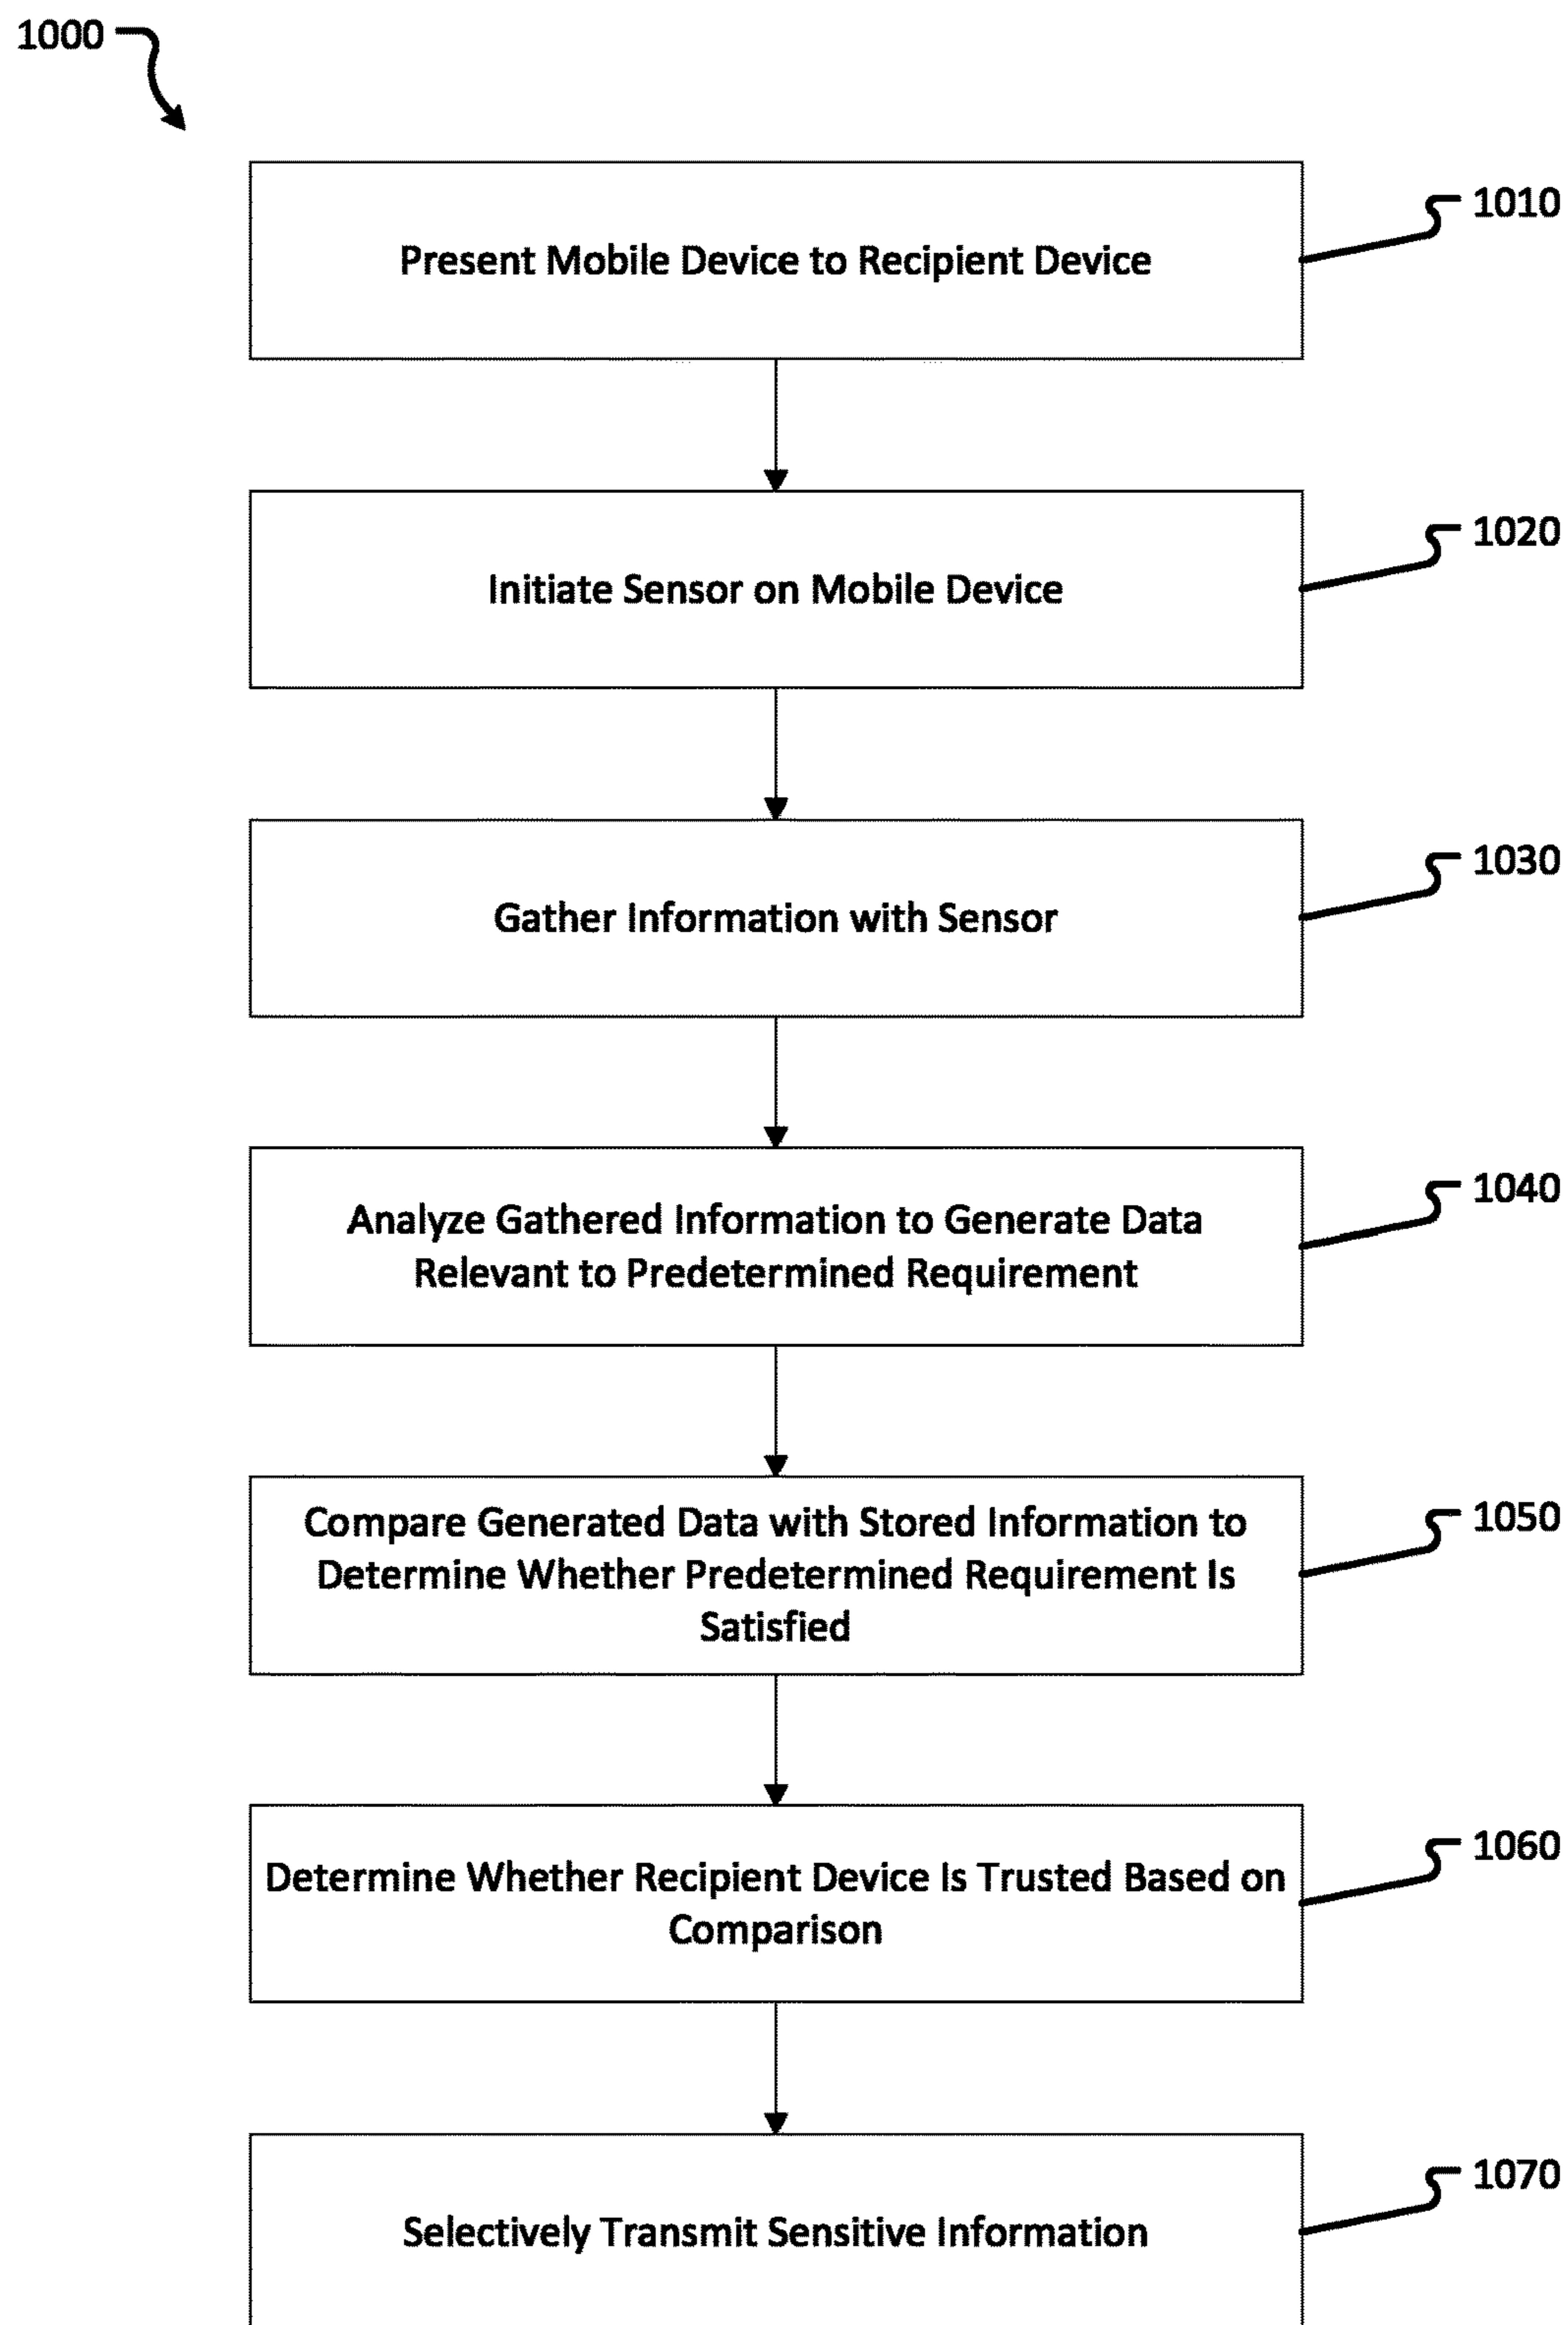 1000
Present Mobile Device to Recipient Device
1010
Initiate Sensor on Mobile Device
1020
Gather Information with Sensor
1030
Analyze Gathered Information to Generate Data
Relevant to Predetermined Requirement
1040
Compare Generated Data with Stored Information to
Determine Whether Predetermined Requirement Is
Satisfied
1050
Determine Whether Recipient Device Is Trusted Based on
Comparison
1060
Selectively Transmit Sensitive Information
1070